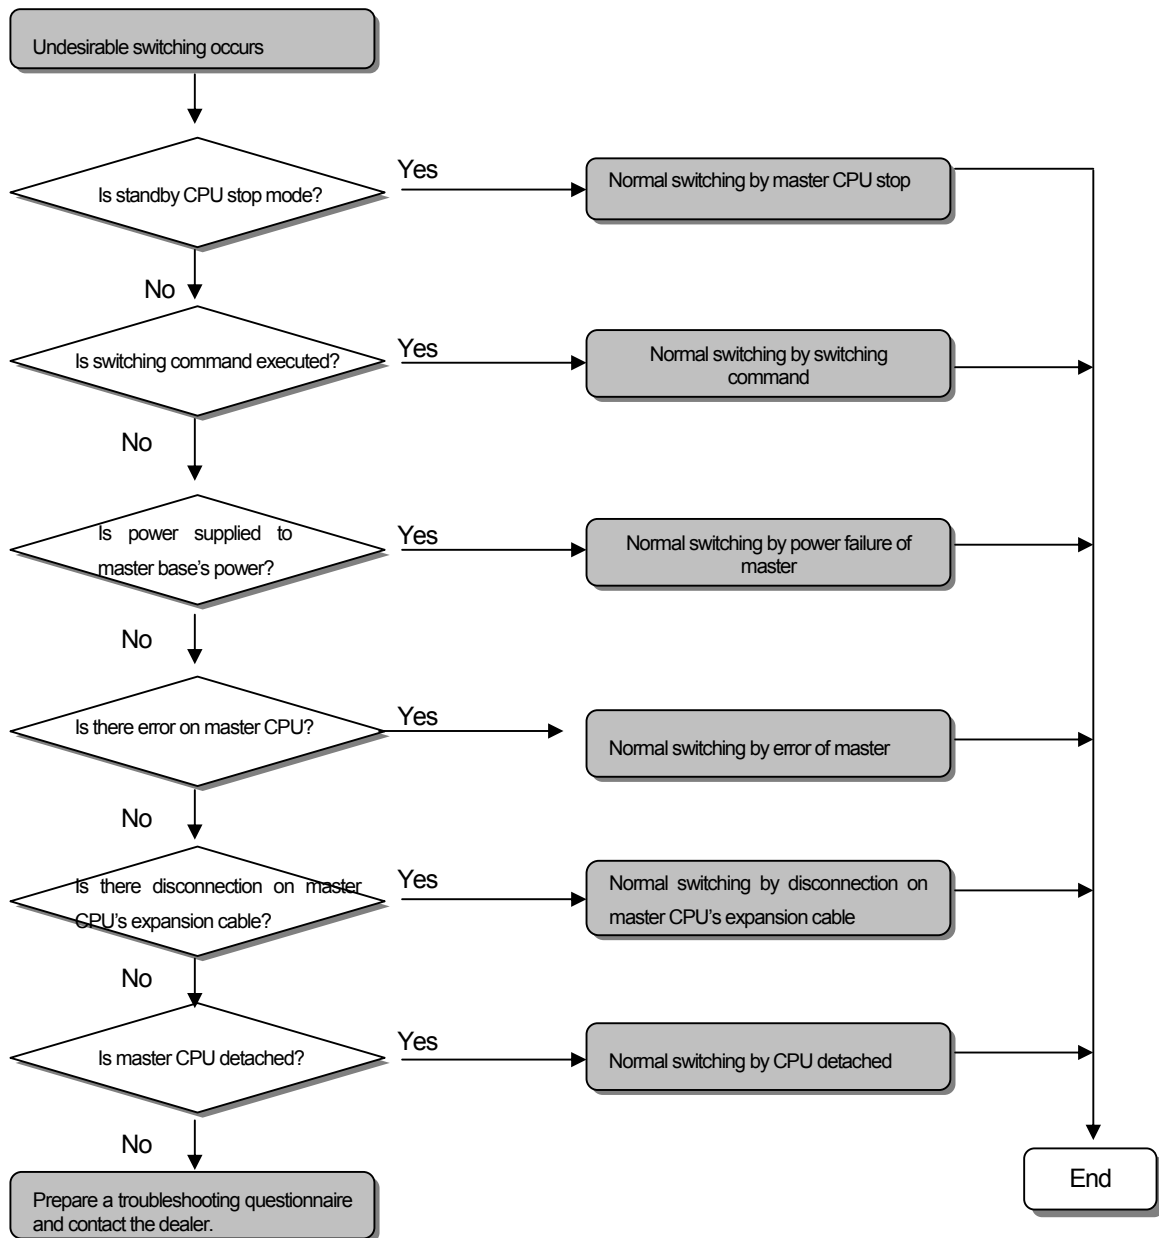 Undesirable switching occurs
Is standby CPU stop mode?
Yes
Normal switching by master CPU stop
No
Is switching command executed?
Yes
Normal switching by switching
command
No
Is power supplied to
master base's power?
Yes
Normal switching by power failure of
master
No
Is there error on master CPU?
Yes
Normal switching by error of master
No
Is there disconnection on master
CPU's expansion cable?
Yes
Normal switching by disconnection on
master CPU's expansion cable
No
Is master CPU detached?
Yes
Normal switching by CPU detached
No
Prepare a troubleshooting questionnaire
and contact the dealer.
End